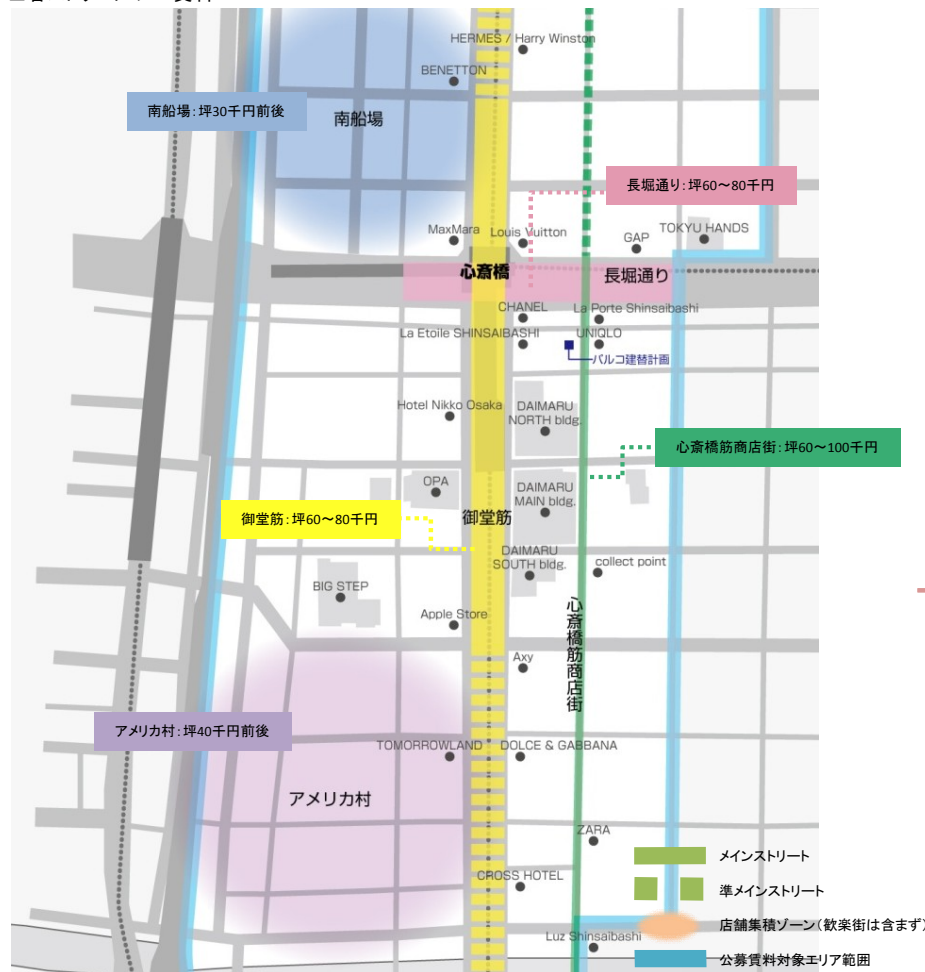 HERMES / Harry Winston
BENETTON
南船場:坪30千円前後
南船場
長堀通り:坪60〜80千円
MaxMara
Louis Vuitton
GAP
TOKYU HANDS
心斎橋
長堀通り
CHANEL
La Porte Shinsaibashi
La Etoile SHINSAIBASHI
UNIQLO
パルコ建替計画
Hotel Nikko Osaka
DAIMARU
NORTH bldg.
心斎橋筋商店街:坪60〜100千円
OPA
DAIMARU
MAIN bldg.
御堂筋:坪60〜80千円
御堂筋
DAIMARU
SOUTH bldg.
collect point
BIG STEP
心斎橋筋商店街
Apple Store
Axy
アメリカ村:坪40千円前後
TOMORROWLAND
DOLCE & GABBANA
アメリカ村
ZARA
メインストリート
CROSS HOTEL
準メインストリート
店舗集積ゾーン(歓楽街は含まず)
Luz Shinsaibashi
公募賃料対象エリア範囲